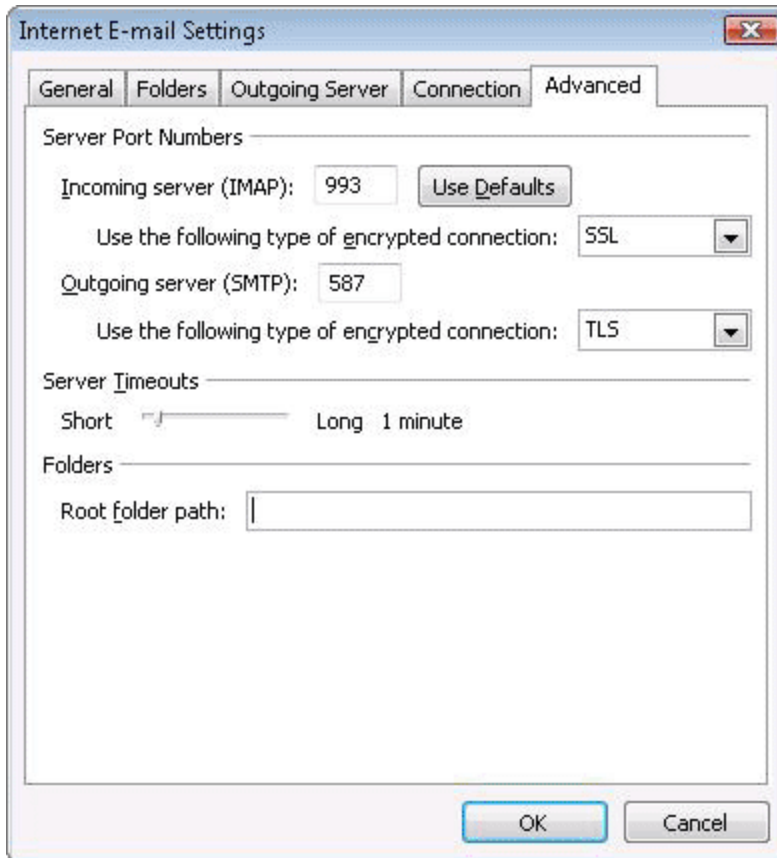 Internet E-mail Settings
General Folders Outgoing Server Connection Advanced
Server Port Numbers
Incoming server (IMAP): 993 Use Defaults
Use the following type of encrypted connection: SSL
Outgoing server (SMTP): 587
Use the following type of encrypted connection: TLS
Server Timeouts
Short Long 1 minute
Folders
Root folder path:
OK Cancel